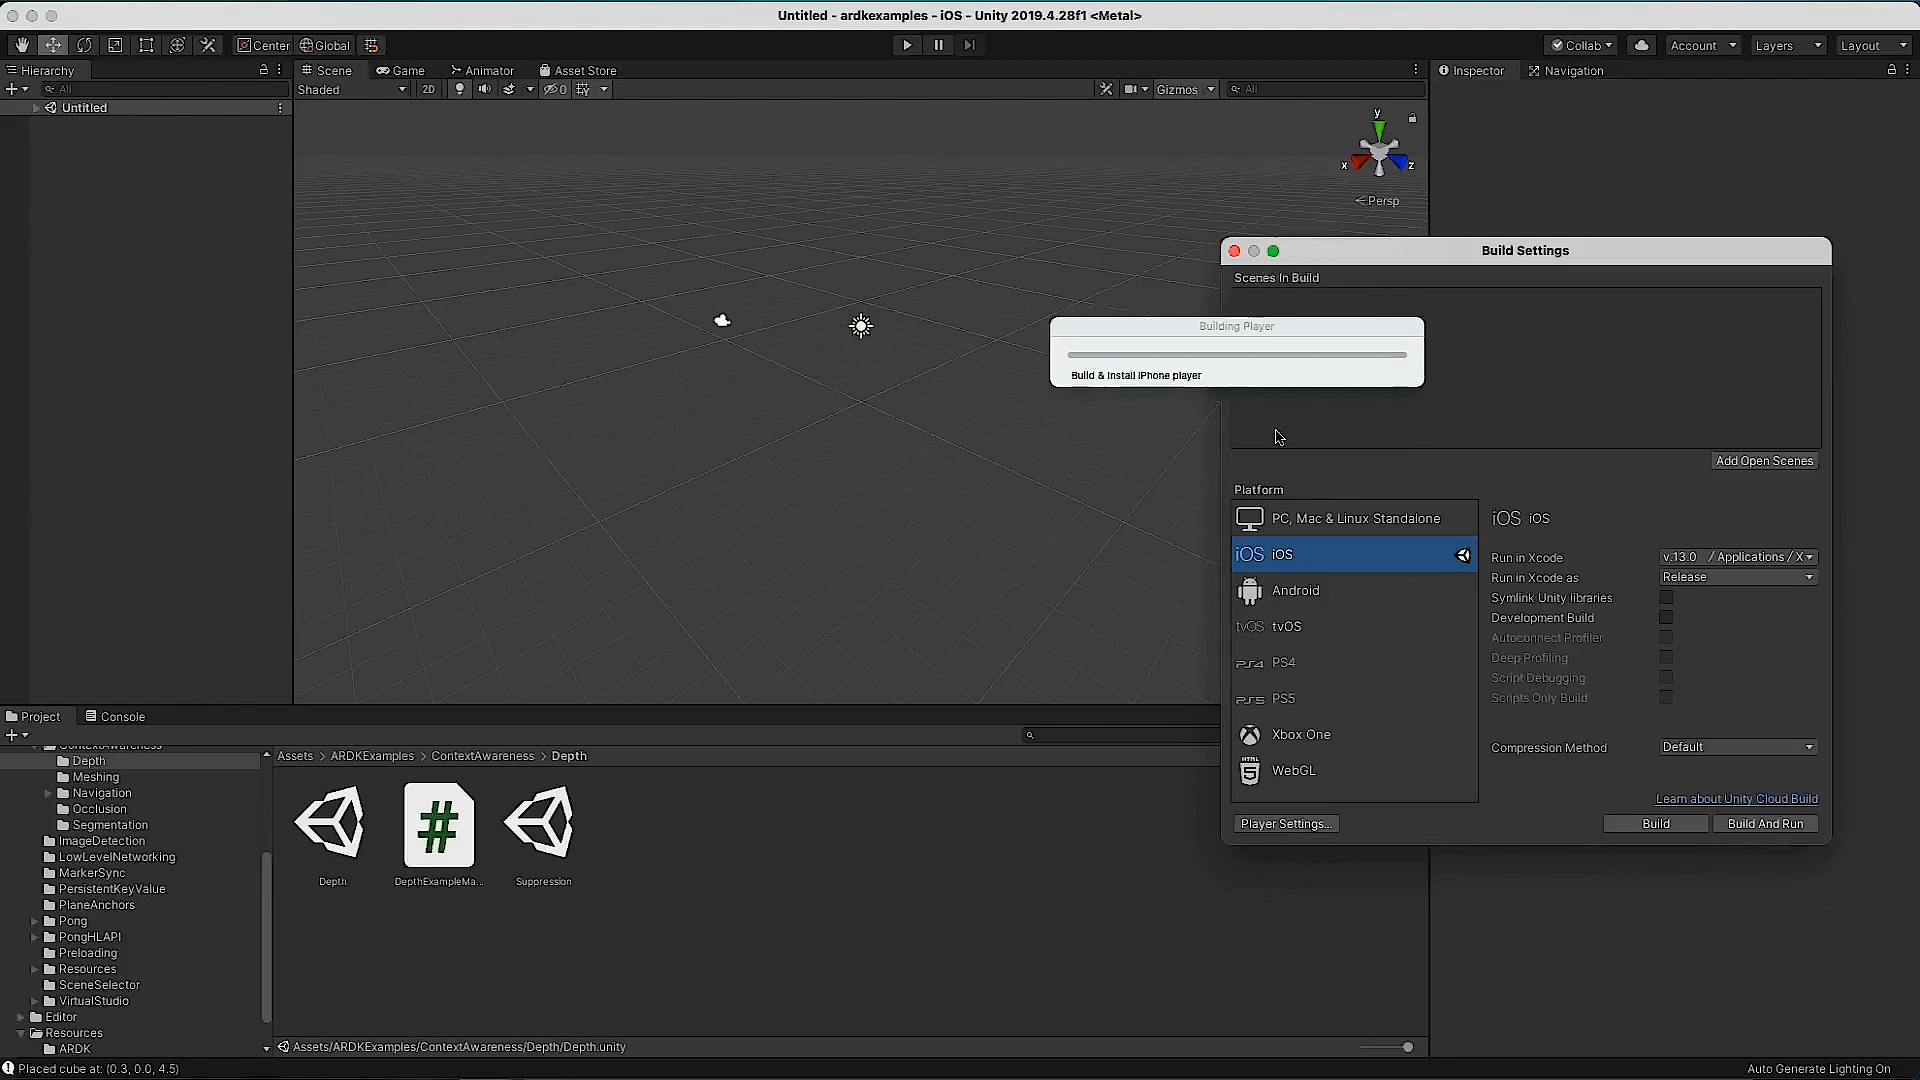 Untitled - ardkexamples - iOS - Unity 2019.4.28f1 <Metal>
Center Global Collab Account Layers Layout
Hierarchy
All
Untitled
Scene Game Animator Asset Store
Shaded 2D 0 Gizmos All
Inspector Navigation
y
x z
Persp
Build Settings
Scenes In Build
Building Player
Build & Install iPhone player
Add Open Scenes
Platform
PC, Mac & Linux Standalone
iOS iOS
Android
tvOS tvOS
PS4 PS4
PS5 PS5
Xbox One
HTML 5 WebGL
iOS iOS
Run in Xcode v.13.0 / Applications / X
Run in Xcode as Release
Symlink Unity libraries
Development Build
Autoconnect Profiler
Deep Profiling
Script Debugging
Scripts Only Build
Compression Method Default
Learn about Unity Cloud Build
Player Settings... Build Build And Run
Project Console
ContextAwareness
Depth
Meshing
Navigation
Occlusion
Segmentation
ImageDetection
LowLevelNetworking
MarkerSync
PersistentKeyValue
PlaneAnchors
Pong
PongHLAPI
Preloading
Resources
SceneSelector
VirtualStudio
Editor
Resources
ARDK
Assets > ARDKExamples > ContextAwareness > Depth
#
Depth DepthExampleMa... Suppression
Assets/ARDKExamples/ContextAwareness/Depth/Depth.unity
Placed cube at: (0.3, 0.0, 4.5) Auto Generate Lighting On